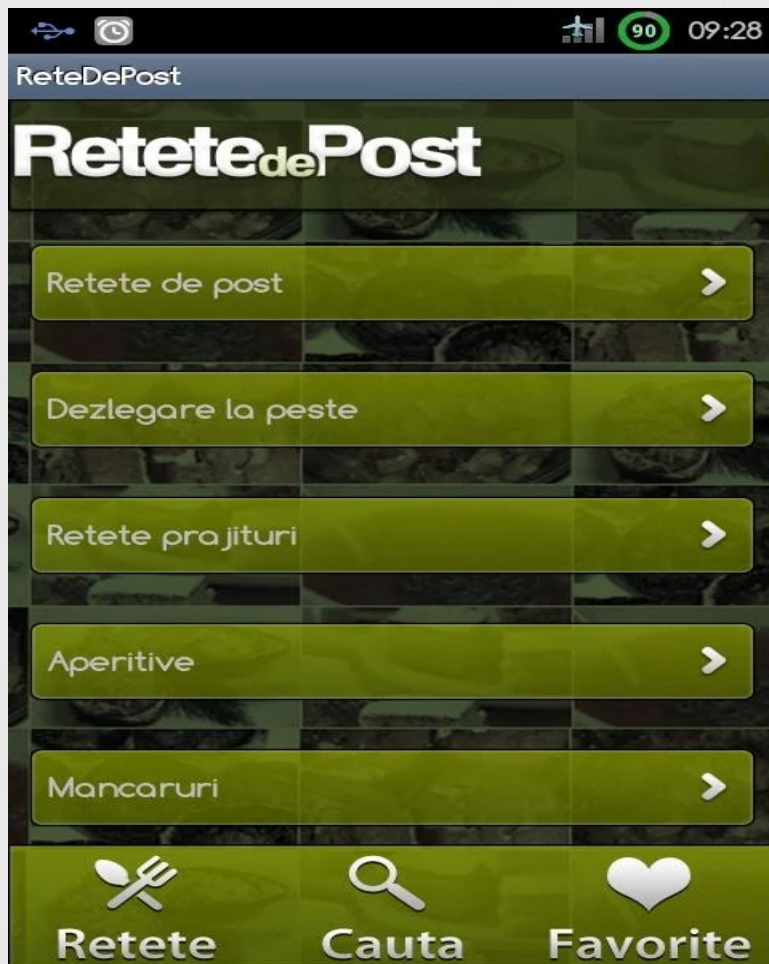 90 09:28
ReteDePost
RetetedePost
Retete de post
Dezlegare la peste
Retete prajituri
Aperitive
Mancaruri
Retete Cauta Favorite